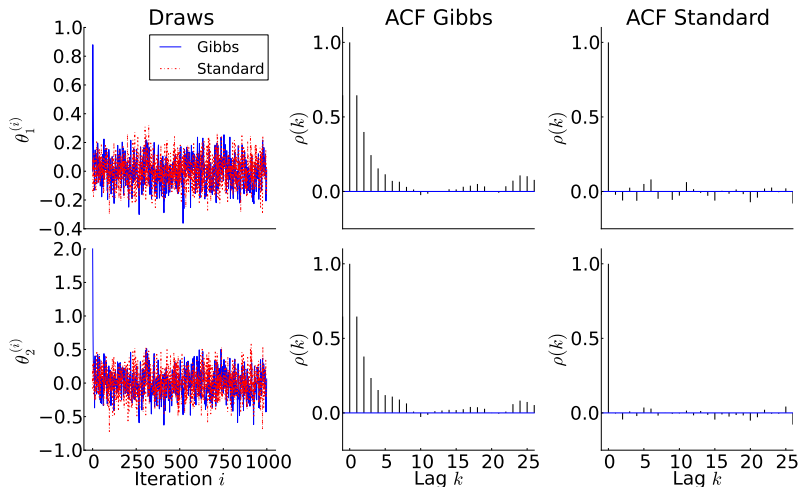 Draws
ACF Gibbs
ACF Standard
Gibbs
Standard
θ₁⁽ⁱ⁾
1.0
0.8
0.6
0.4
0.2
0.0
−0.2
−0.4
ρ(k)
1.0
0.5
0.0
ρ(k)
1.0
0.5
0.0
θ₂⁽ⁱ⁾
2.0
1.5
1.0
0.5
0.0
−0.5
−1.0
0 250 500 750 1000
Iteration i
ρ(k)
1.0
0.5
0.0
0 5 10 15 20 25
Lag k
ρ(k)
1.0
0.5
0.0
0 5 10 15 20 25
Lag k